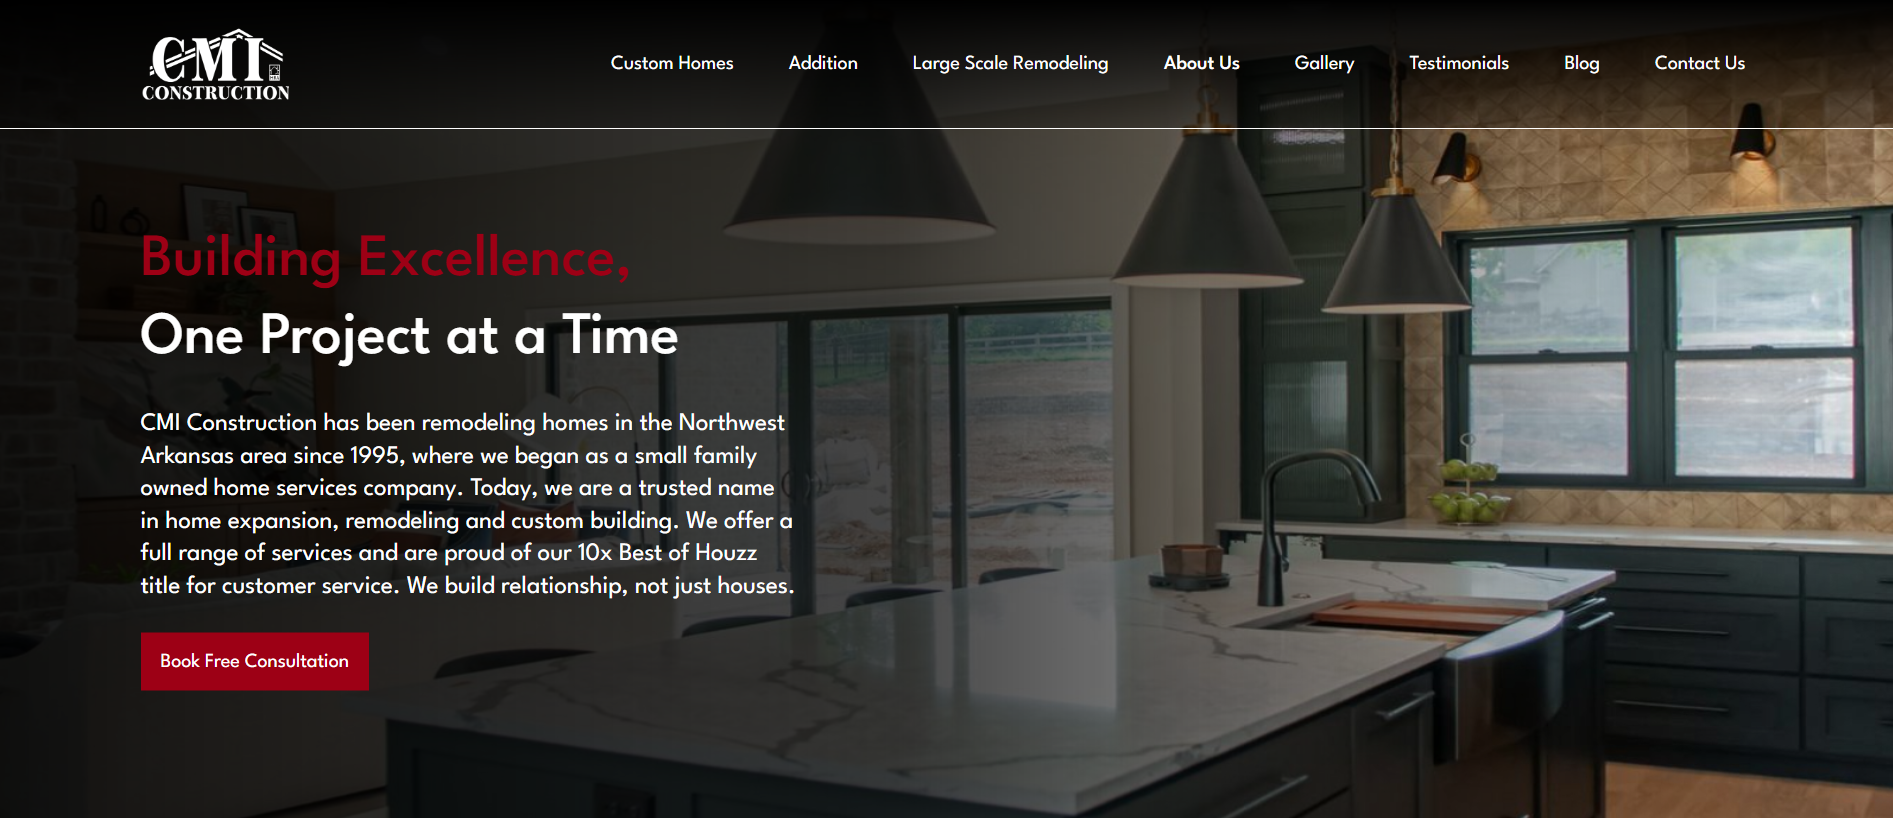 CMI
CONSTRUCTION
Custom Homes
Addition
Large Scale Remodeling
About Us
Gallery
Testimonials
Blog
Contact Us
Building Excellence,
One Project at a Time
CMI Construction has been remodeling homes in the Northwest
Arkansas area since 1995, where we began as a small family
owned home services company. Today, we are a trusted name
in home expansion, remodeling and custom building. We offer a
full range of services and are proud of our 10x Best of Houzz
title for customer service. We build relationship, not just houses.
Book Free Consultation